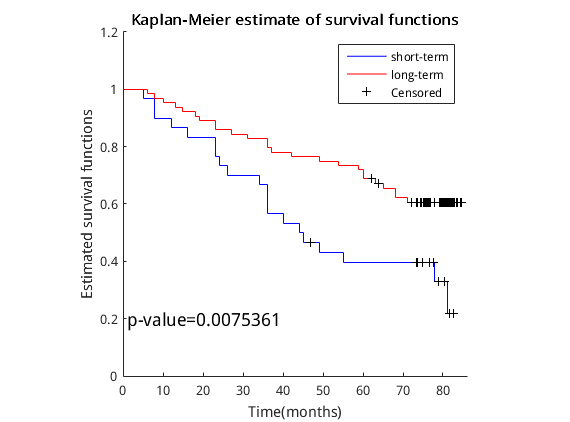 Kaplan-Meier estimate of survival functions
1.2
1
0.8
0.6
0.4
0.2
0
Estimated survival functions
short-term
long-term
Censored
p-value=0.0075361
0 10 20 30 40 50 60 70 80
Time(months)